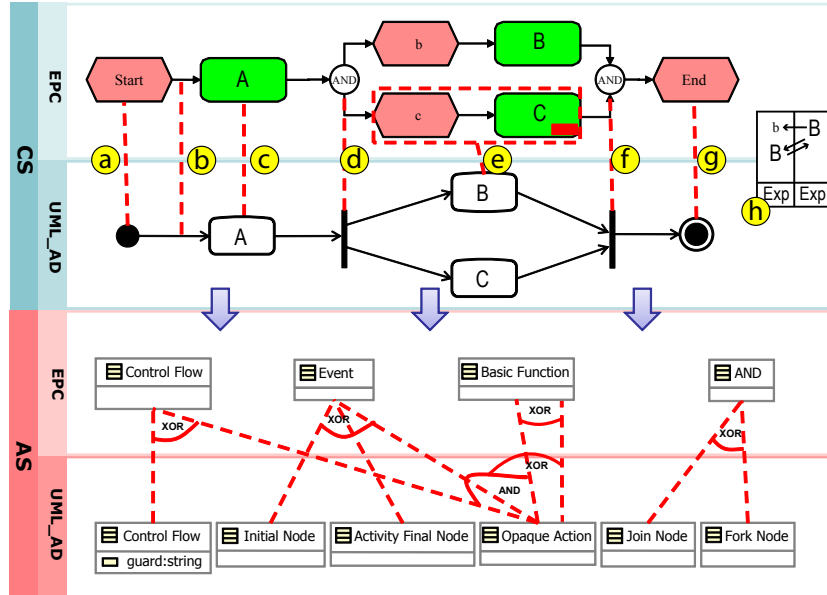 CS
EPC
Start
A
AND
b
B
c
C
AND
End
a
b
c
d
e
f
g
h
b
B
B
Exp
Exp
UML_AD
A
B
C
AS
EPC
Control Flow
Event
Basic Function
AND
XOR
XOR
XOR
XOR
XOR
AND
UML_AD
Control Flow
guard:string
Initial Node
Activity Final Node
Opaque Action
Join Node
Fork Node